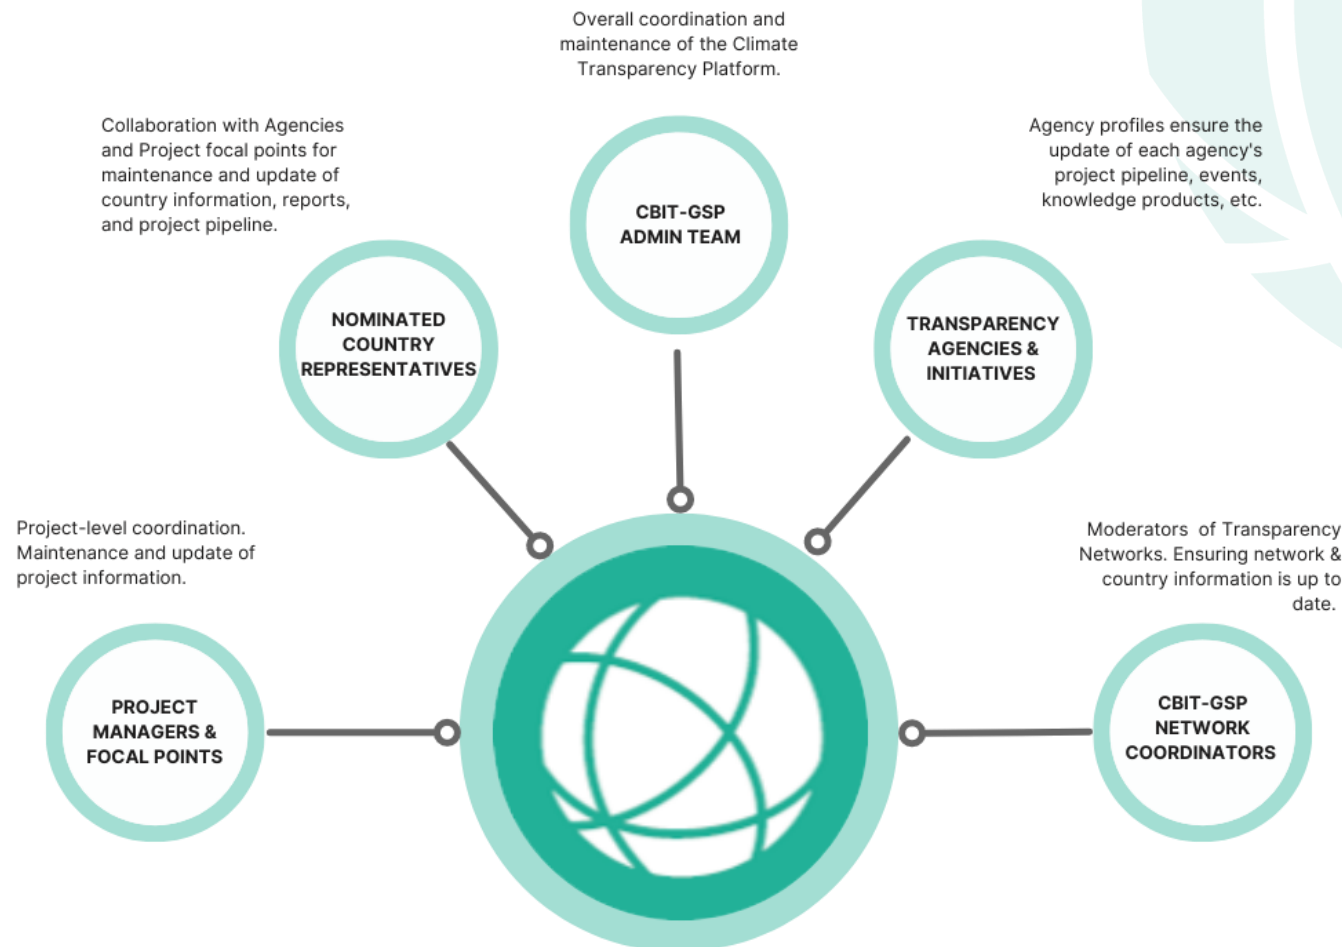 Overall coordination and
maintenance of the Climate
Transparency Platform.
CBIT-GSP
ADMIN TEAM
Collaboration with Agencies
and Project focal points for
maintenance and update of
country information, reports,
and project pipeline.
NOMINATED
COUNTRY
REPRESENTATIVES
Agency profiles ensure the
update of each agency's
project pipeline, events,
knowledge products, etc.
TRANSPARENCY
AGENCIES &
INITIATIVES
Project-level coordination.
Maintenance and update of
project information.
PROJECT
MANAGERS &
FOCAL POINTS
Moderators of Transparency
Networks. Ensuring network &
country information is up to
date.
CBIT-GSP
NETWORK
COORDINATORS